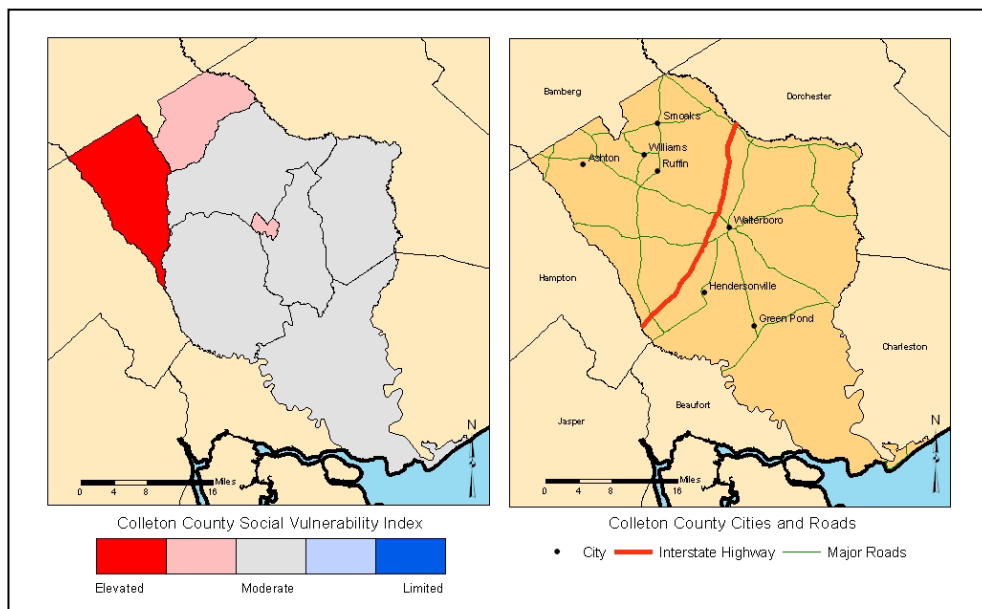 N
0 4 8 16
Miles
Colleton County Social Vulnerability Index
Elevated Moderate Limited
Bamberg
Dorchester
Smoaks
Williams
Ashton
Ruffin
Walterboro
Hampton
Hendersonville
Green Pond
Charleston
Beaufort
Jasper
N
0 4 8 16
Miles
Colleton County Cities and Roads
City Interstate Highway Major Roads